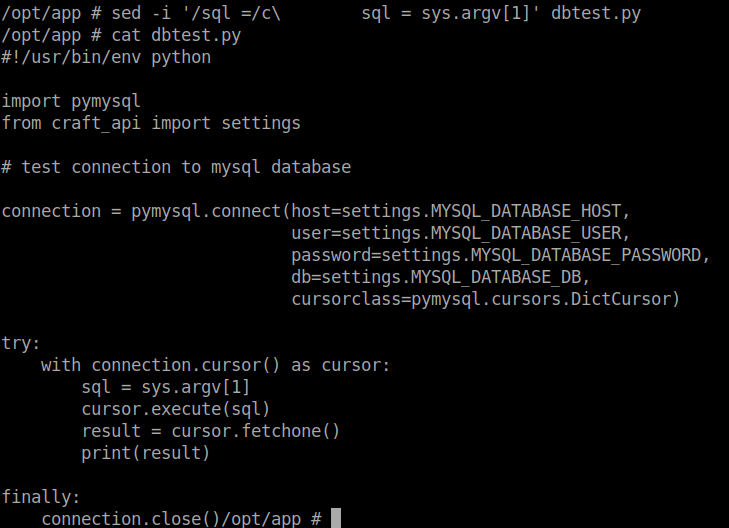 /opt/app # sed -i '/sql =/c\        sql = sys.argv[1]' dbtest.py
/opt/app # cat dbtest.py
#!/usr/bin/env python

import pymysql
from craft_api import settings

# test connection to mysql database

connection = pymysql.connect(host=settings.MYSQL_DATABASE_HOST,
                             user=settings.MYSQL_DATABASE_USER,
                             password=settings.MYSQL_DATABASE_PASSWORD,
                             db=settings.MYSQL_DATABASE_DB,
                             cursorclass=pymysql.cursors.DictCursor)

try:
    with connection.cursor() as cursor:
        sql = sys.argv[1]
        cursor.execute(sql)
        result = cursor.fetchone()
        print(result)

finally:
    connection.close()/opt/app #